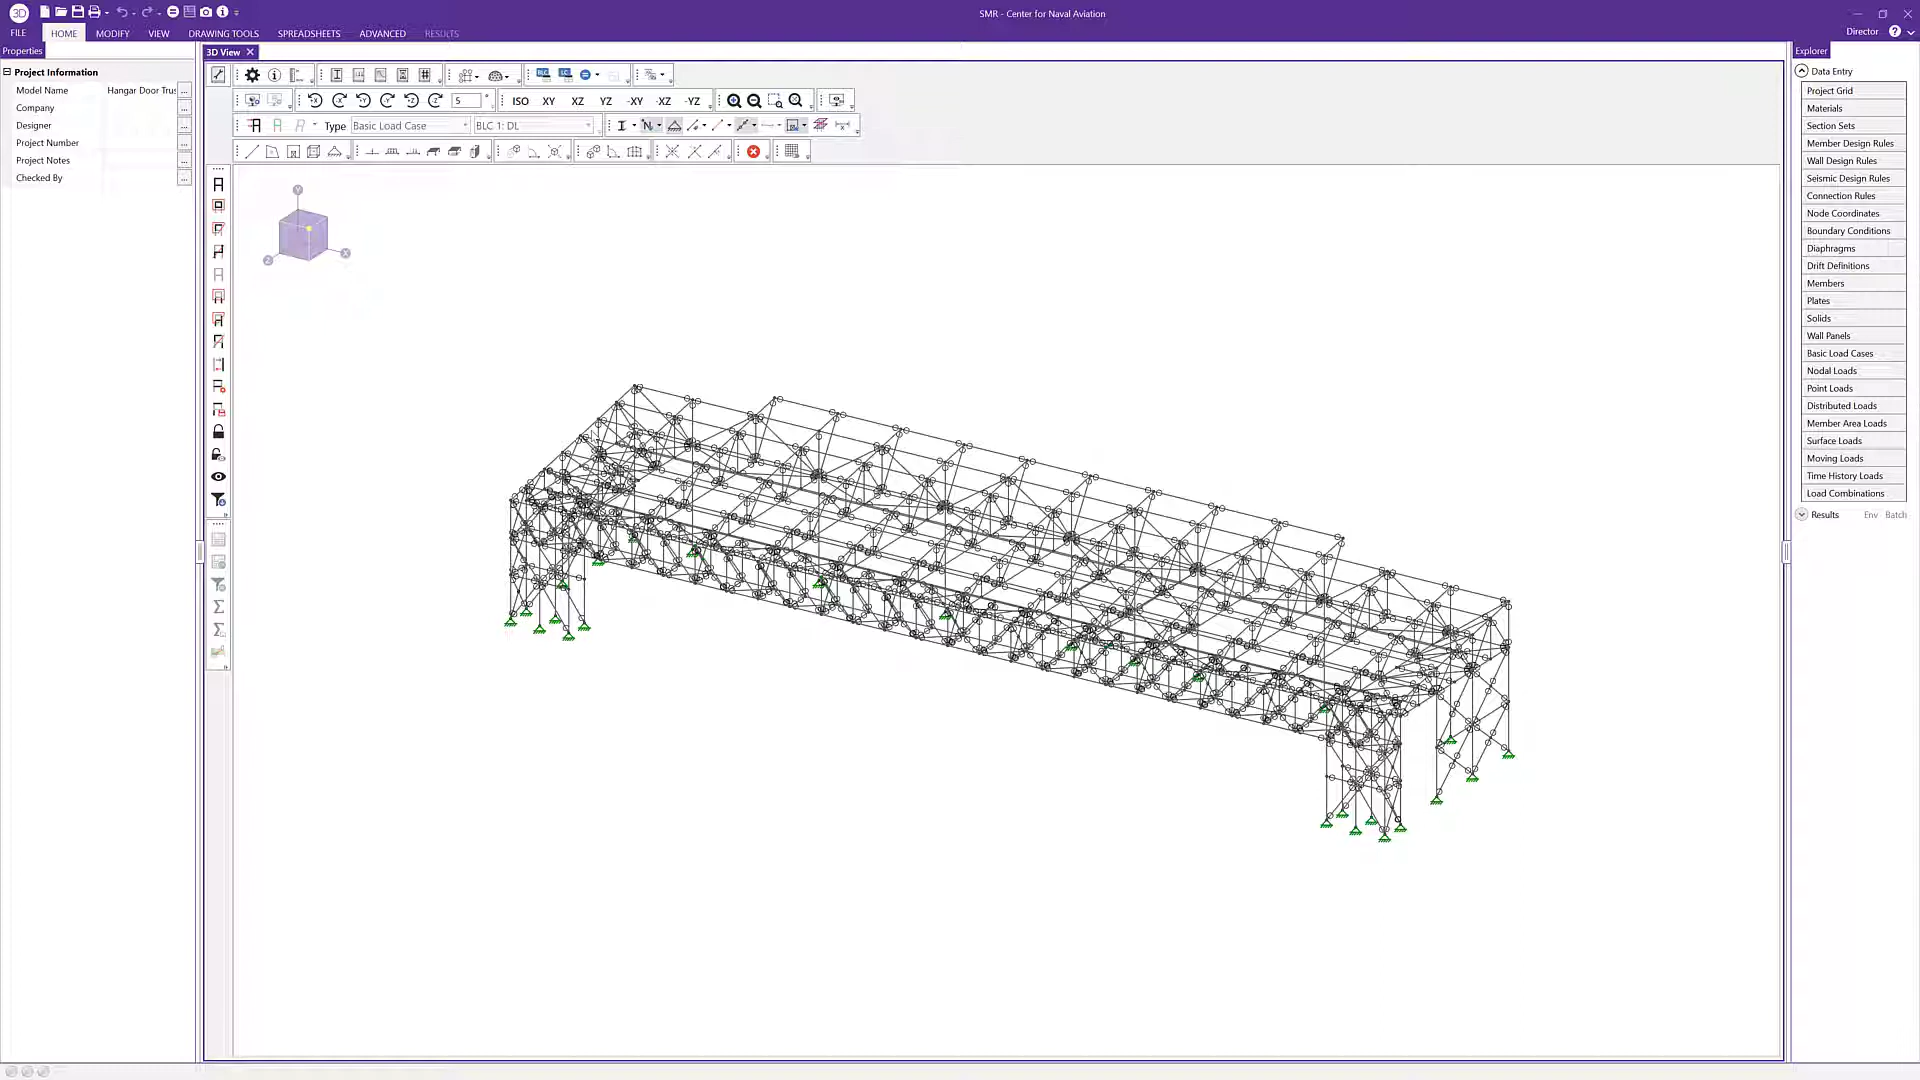 3D
SMR - Center for Naval Aviation
FILE HOME MODIFY VIEW DRAWING TOOLS SPREADSHEETS ADVANCED RESULTS
Director
Properties
3D View
Explorer
Project Information
Model Name Hangar Door Trus ...
Company ...
Designer ...
Project Number ...
Project Notes ...
Checked By ...
5 °
ISO XY XZ YZ -XY -XZ -YZ
Type Basic Load Case BLC 1: DL
Y
Z
X
Data Entry
Project Grid
Materials
Section Sets
Member Design Rules
Wall Design Rules
Seismic Design Rules
Connection Rules
Node Coordinates
Boundary Conditions
Diaphragms
Drift Definitions
Members
Plates
Solids
Wall Panels
Basic Load Cases
Nodal Loads
Point Loads
Distributed Loads
Member Area Loads
Surface Loads
Moving Loads
Time History Loads
Load Combinations
Results Env Batch